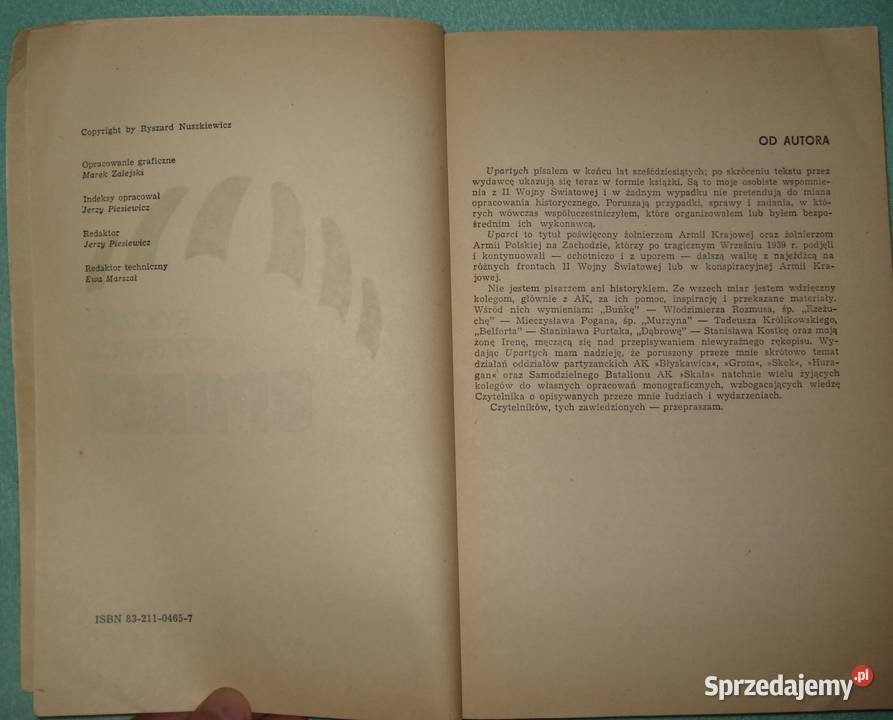 Copyright by Ryszard Nuszkiewicz
Opracowanie graficzne
Marek Zalejski
Indeksy opracował
Jerzy Piesiewicz
Redaktor
Jerzy Piesiewicz
Redaktor techniczny
Ewa Marszał
ISBN 83-211-0465-7
OD AUTORA
Upartych pisałem w końcu lat sześćdziesiątych; po skróceniu tekstu przez
wydawcę ukazują się teraz w formie książki. Są to moje osobiste wspomnie-
nia z II Wojny Światowej i w żadnym wypadku nie pretendują do miana
opracowania historycznego. Poruszają przypadki, sprawy i zadania, w któ-
rych wówczas współuczestniczyłem, które organizowałem lub byłem bezpo-
średnim ich wykonawcą.
Uparci to tytuł poświęcony żołnierzom Armii Krajowej oraz żołnierzom
Armii Polskiej na Zachodzie, którzy po tragicznym Wrześniu 1939 r. podjęli
i kontynuowali — ochotniczo i z uporem — dalszą walkę z najeźdźcą na
różnych frontach II Wojny Światowej lub w konspiracyjnej Armii Kra-
jowej.
Nie jestem pisarzem ani historykiem. Ze wszech miar jestem wdzięczny
kolegom, głównie z AK, za ich pomoc, inspirację i przekazane materiały.
Wśród nich wymieniam: „Buńkę” — Włodzimierza Rozmusa, śp. „Rzeżu-
chę” — Mieczysława Pogana, śp. „Murzyna” — Tadeusza Królikowskiego,
„Belforta” — Stanisława Purtaka, „Dąbrowę” — Stanisława Kostkę oraz moją
żonę Irenę, męczącą się nad przepisywaniem niewyraźnego rękopisu. Wy-
dając Upartych mam nadzieję, że poruszony przeze mnie skrótowo temat
działań oddziałów partyzanckich AK »Błyskawica«, »Grom«, »Skok«, »Hura-
gan« oraz Samodzielnego Batalionu AK »Skała« natchnie wielu żyjących
kolegów do własnych opracowań monograficznych, wzbogacających wiedzę
Czytelnika o opisywanych przeze mnie ludziach i wydarzeniach.
Czytelników, tych zawiedzionych — przepraszam.
Sprzedajemy.pl